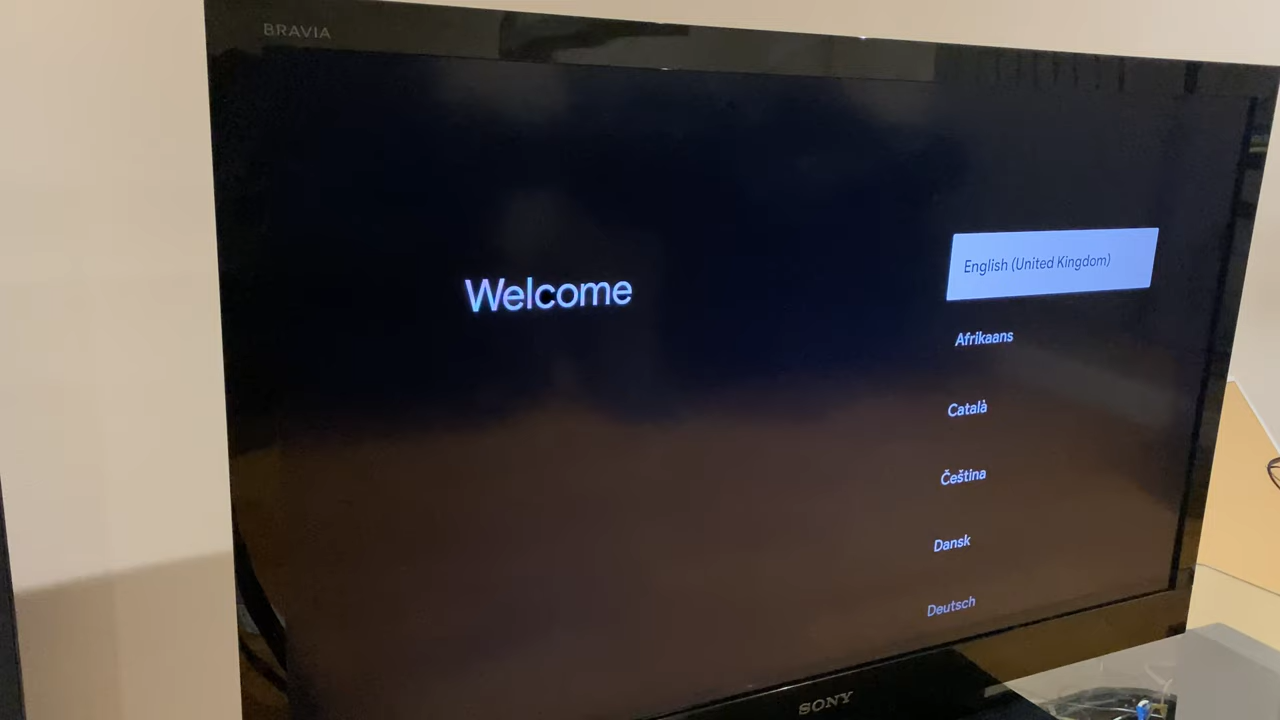 BRAVIA
Welcome
English (United Kingdom)
Afrikaans
Català
Čeština
Dansk
Deutsch
SONY